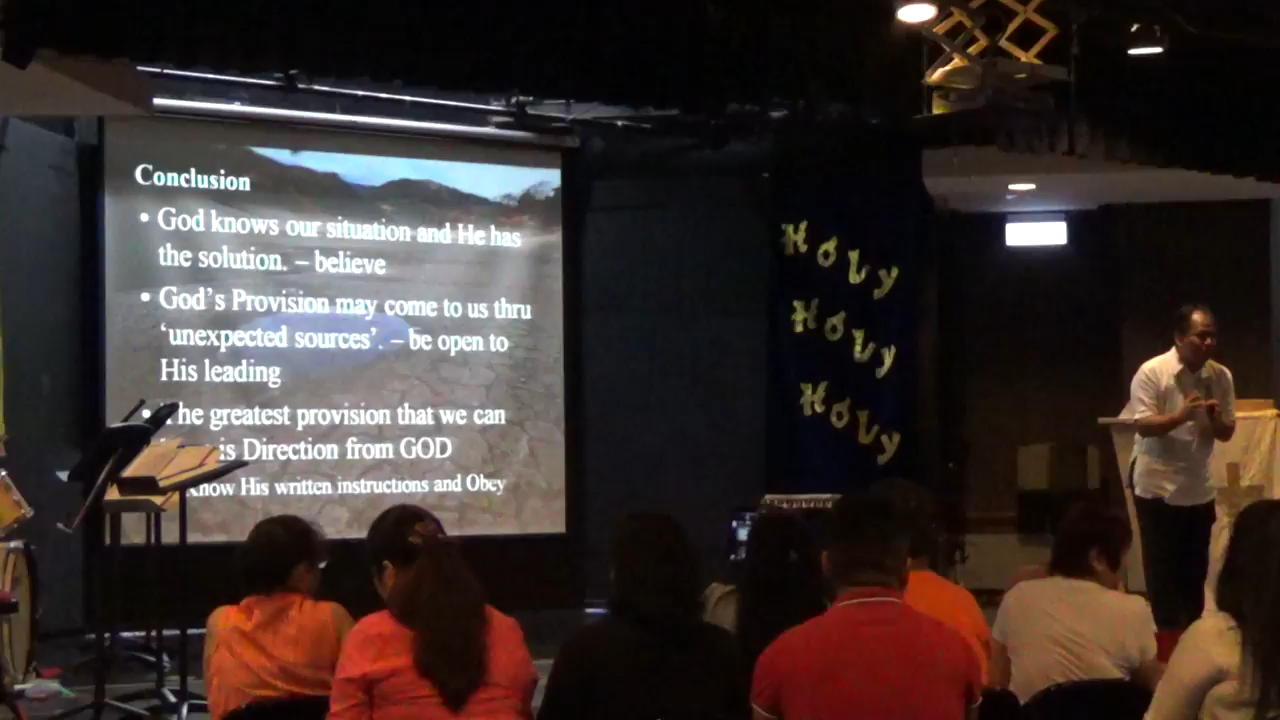 Conclusion
• God knows our situation and He has
the solution. – believe
• God's Provision may come to us thru
'unexpected sources'. – be open to
His leading
• The greatest provision that we can
is Direction from GOD
Know His written instructions and Obey
Holy
Holy
Holy